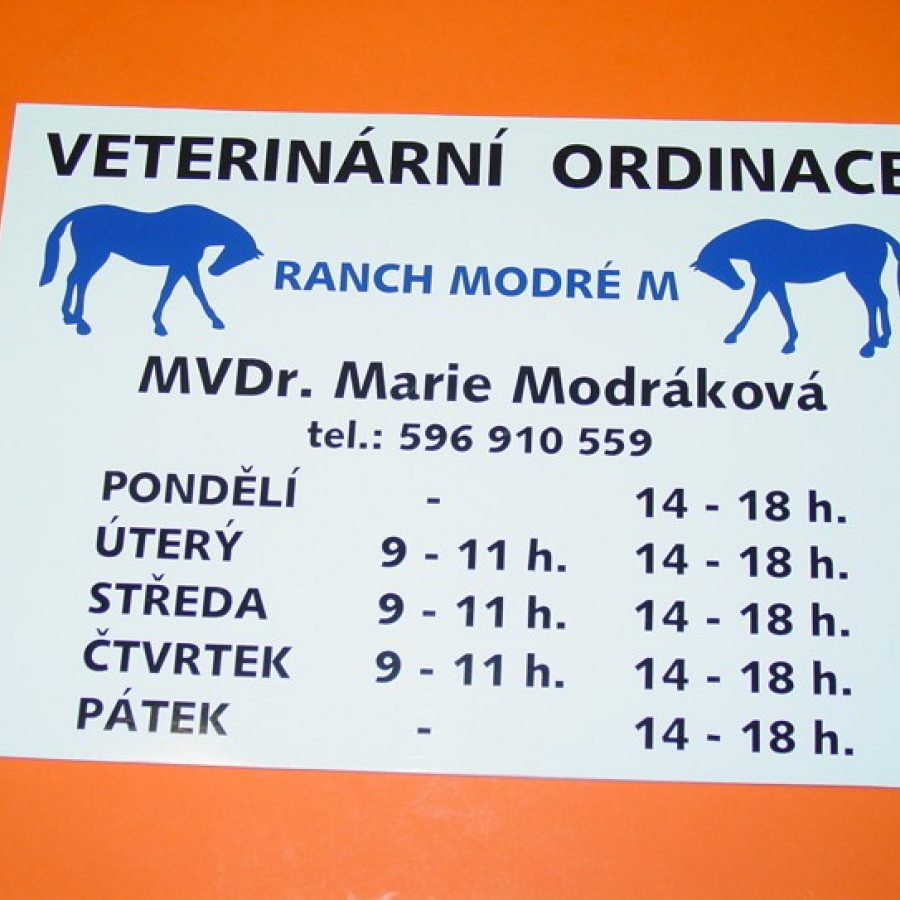 VETERINÁRNÍ ORDINACE
RANCH MODRÉ M
MVDr. Marie Modráková
tel.: 596 910 559
PONDĚLÍ - 14 - 18 h.
ÚTERÝ 9 - 11 h. 14 - 18 h.
STŘEDA 9 - 11 h. 14 - 18 h.
ČTVRTEK 9 - 11 h. 14 - 18 h.
PÁTEK - 14 - 18 h.